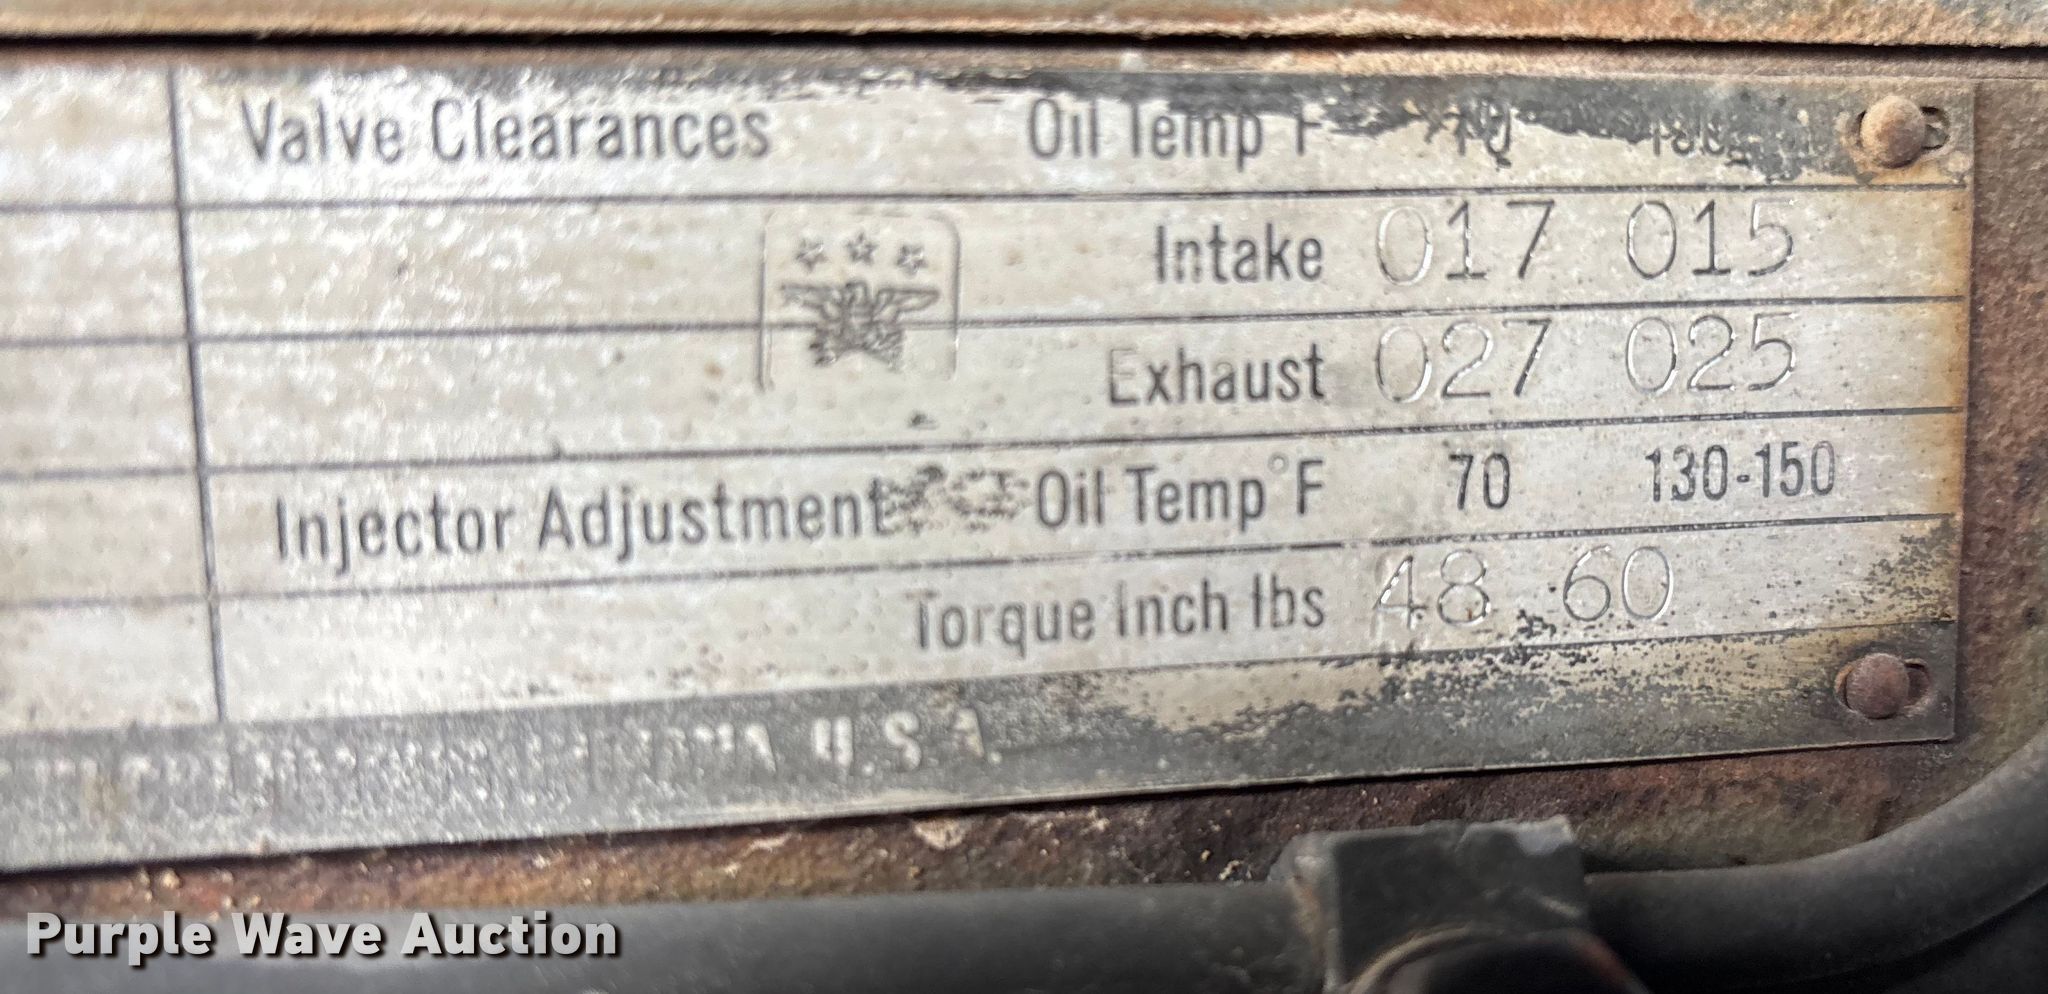 Valve Clearances Oil Temp°F 70
Intake 017 015
Exhaust 027 025
Injector Adjustment Oil Temp°F 70 130-150
Torque Inch lbs 48 60
U.S.A.
Purple Wave Auction